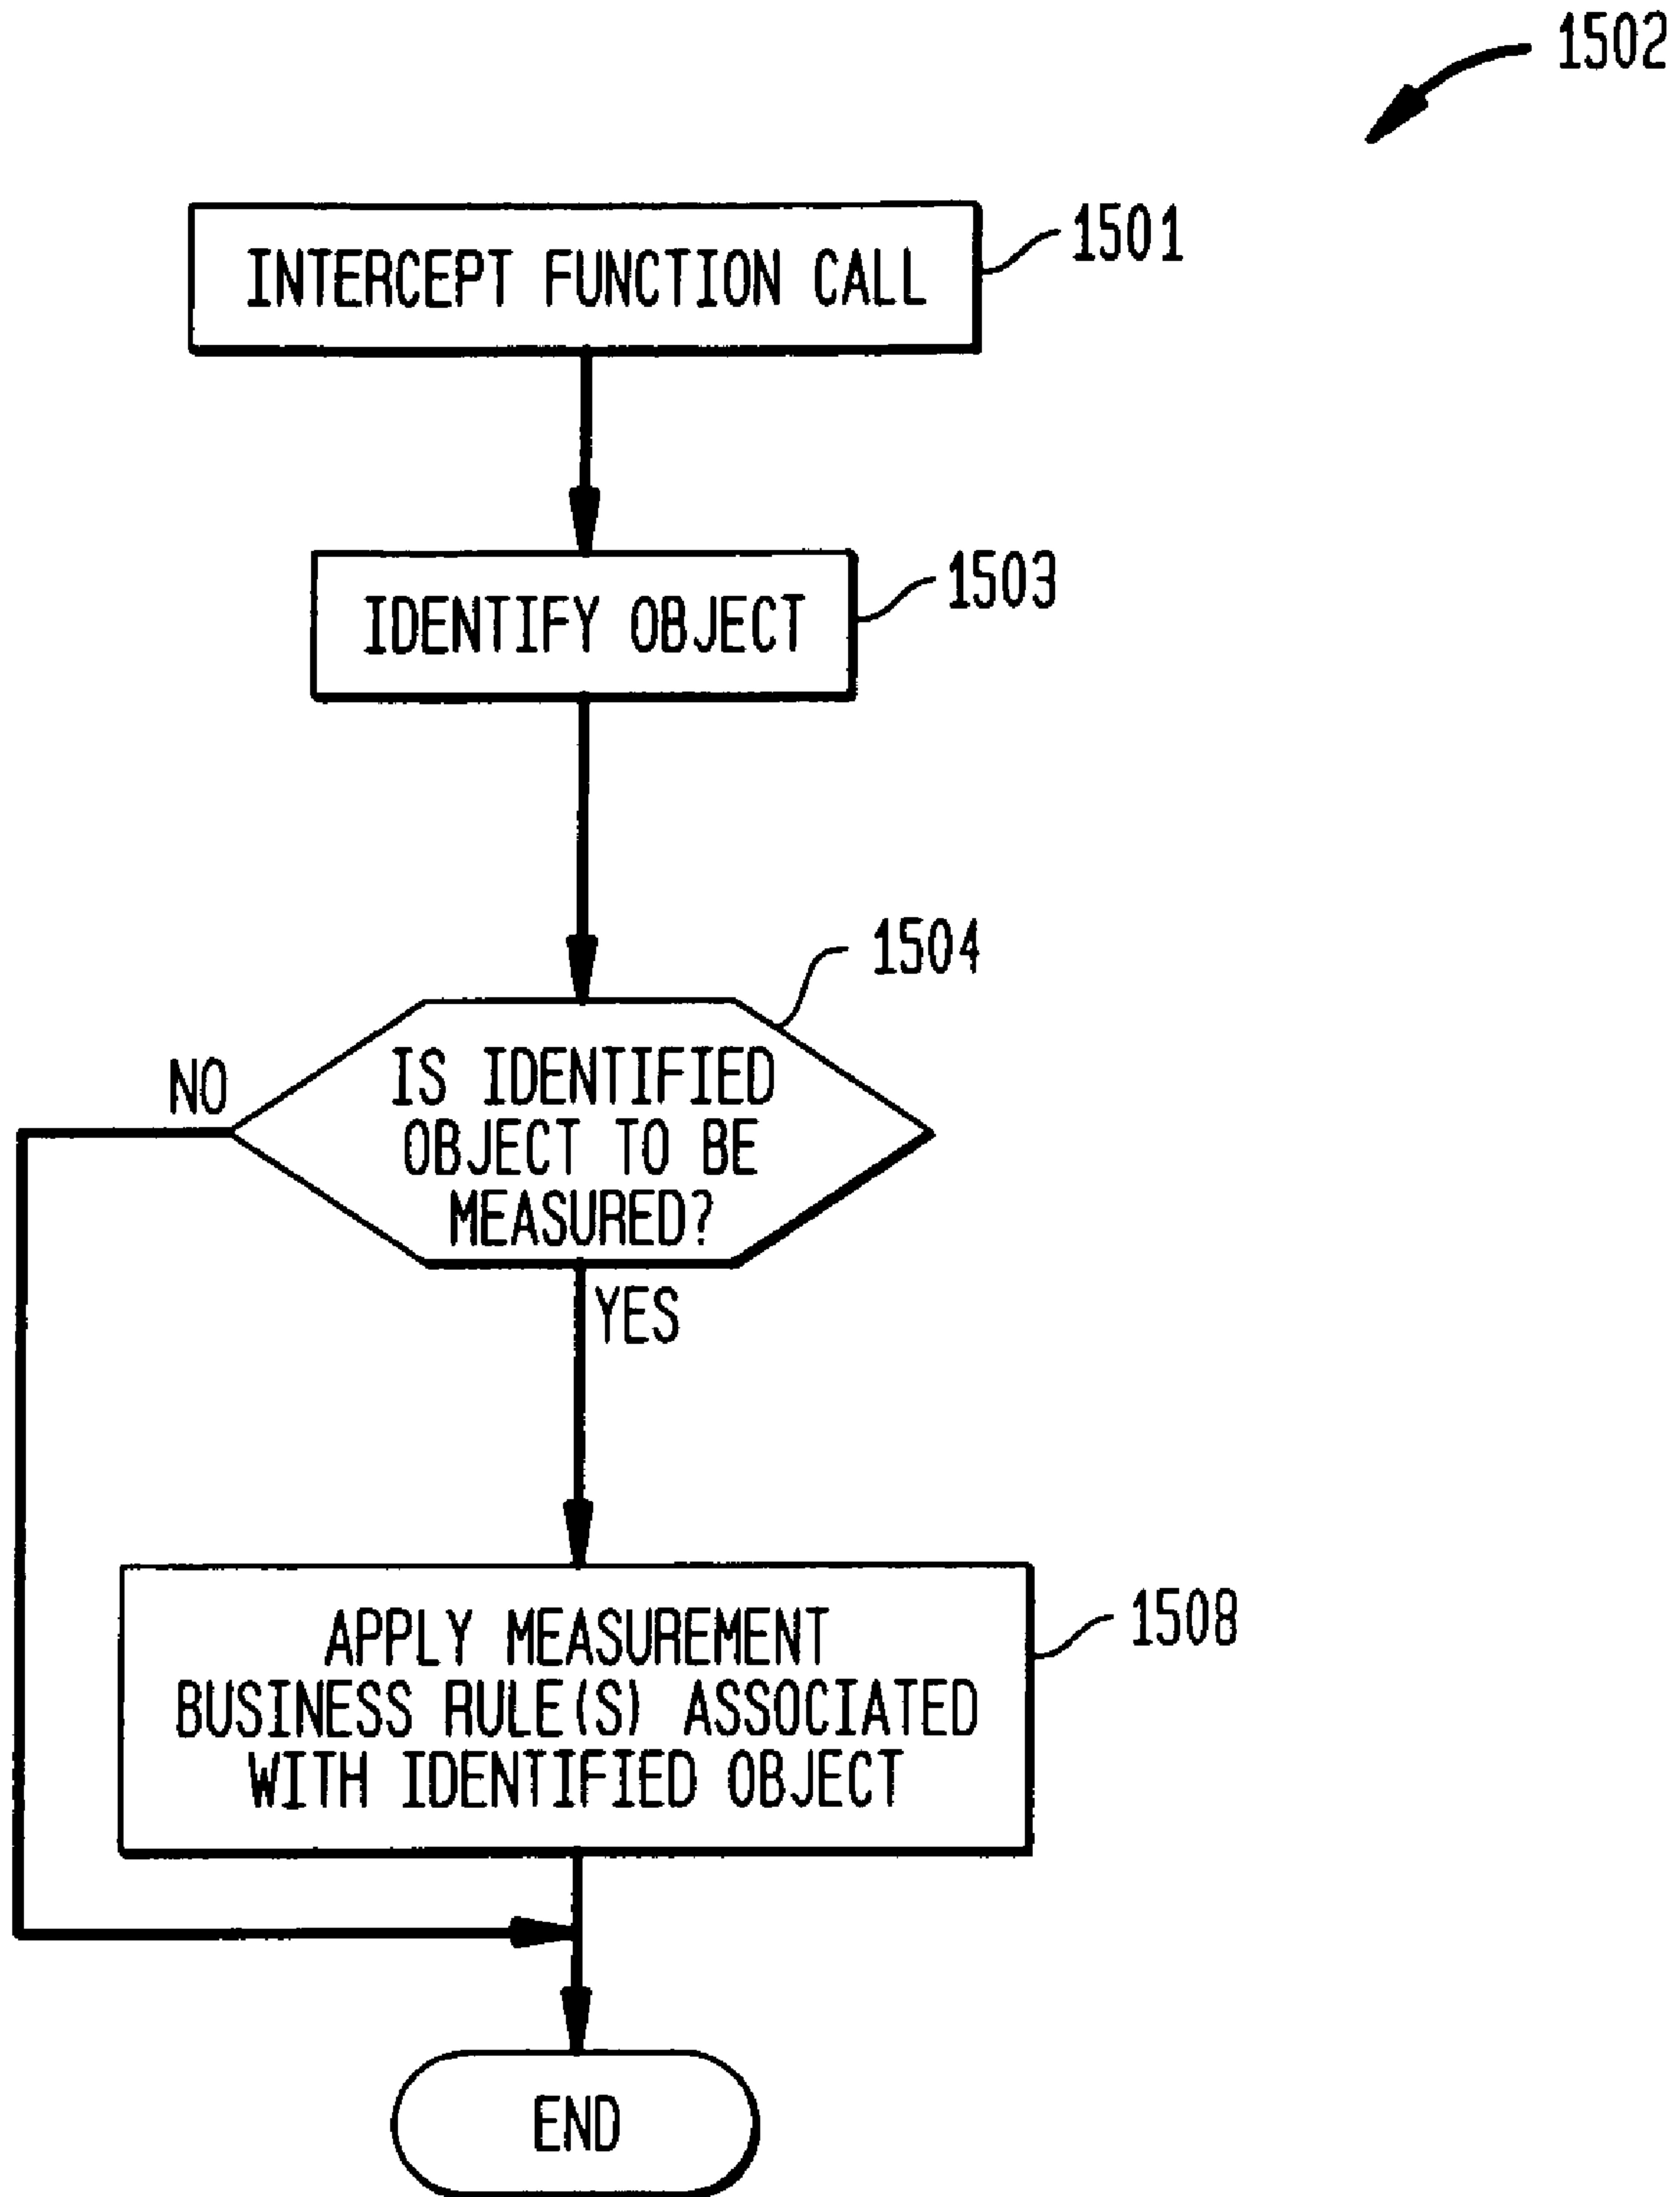 1502
INTERCEPT FUNCTION CALL
1501
IDENTIFY OBJECT
1503
1504
IS IDENTIFIED
OBJECT TO BE
MEASURED?
NO
YES
APPLY MEASUREMENT
BUSINESS RULE(S) ASSOCIATED
WITH IDENTIFIED OBJECT
1508
END